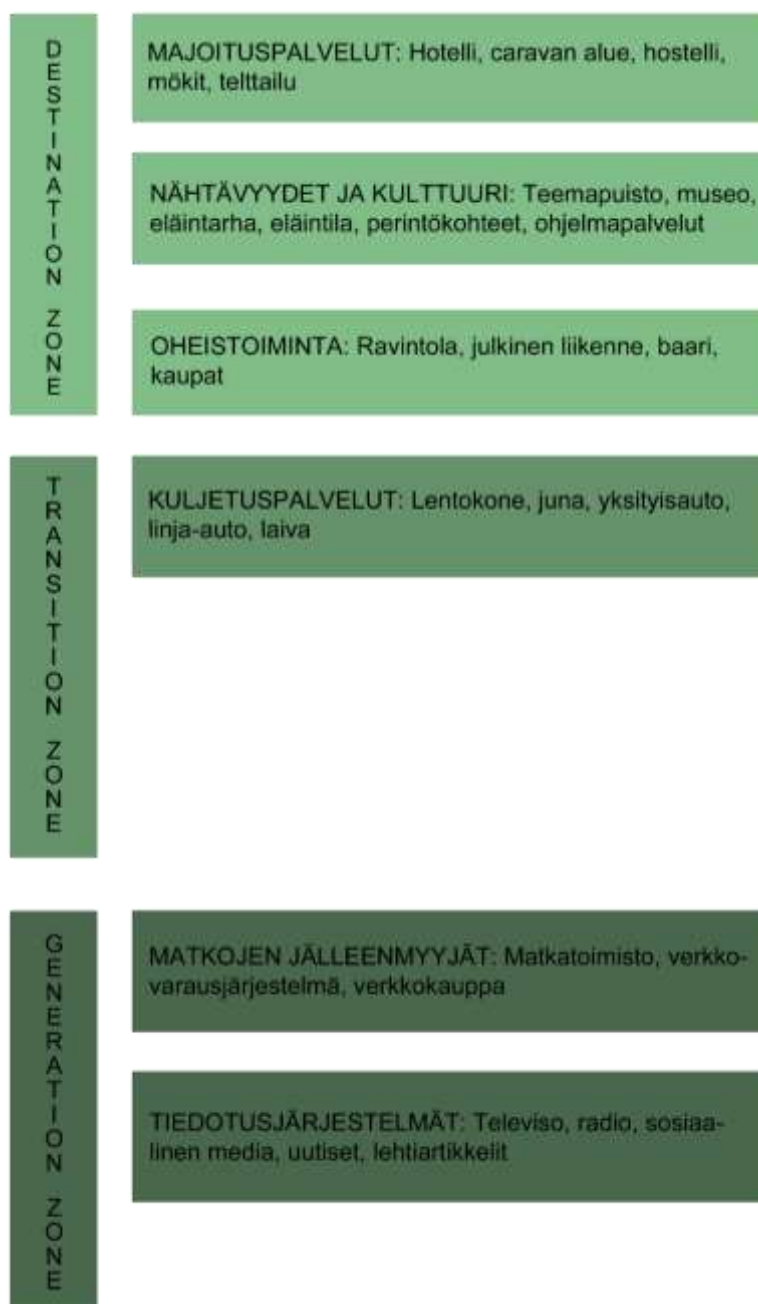 DESTINATION ZONE
MAJOITUSPALVELUT: Hotelli, caravan alue, hostelli,
mökit, telttailu
NÄHTÄVYYDET JA KULTTUURI: Teemapuisto, museo,
eläintarha, eläintila, perintökohteet, ohjelmapalvelut
OHEISTOIMINTA: Ravintola, julkinen liikenne, baari,
kaupat
TRANSITION ZONE
KULJETUSPALVELUT: Lentokone, juna, yksityisauto,
linja-auto, laiva
GENERATION ZONE
MATKOJEN JÄLLEENMYYJÄT: Matkatoimisto, verkko-
varausjärjestelmä, verkkokauppa
TIEDOTUSJÄRJESTELMÄT: Televiso, radio, sosiaa-
linen media, uutiset, lehtiartikkelit